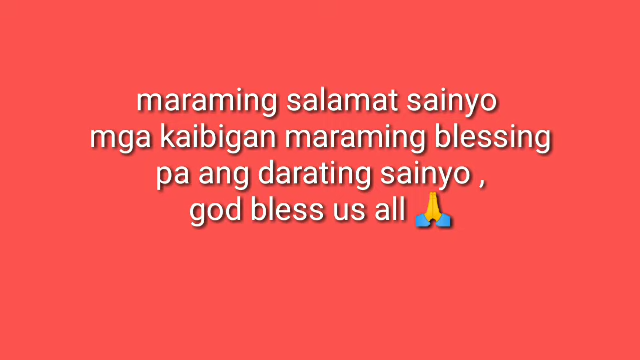 maraming salamat sainyo
mga kaibigan maraming blessing
pa ang darating sainyo ,
god bless us all 🙏